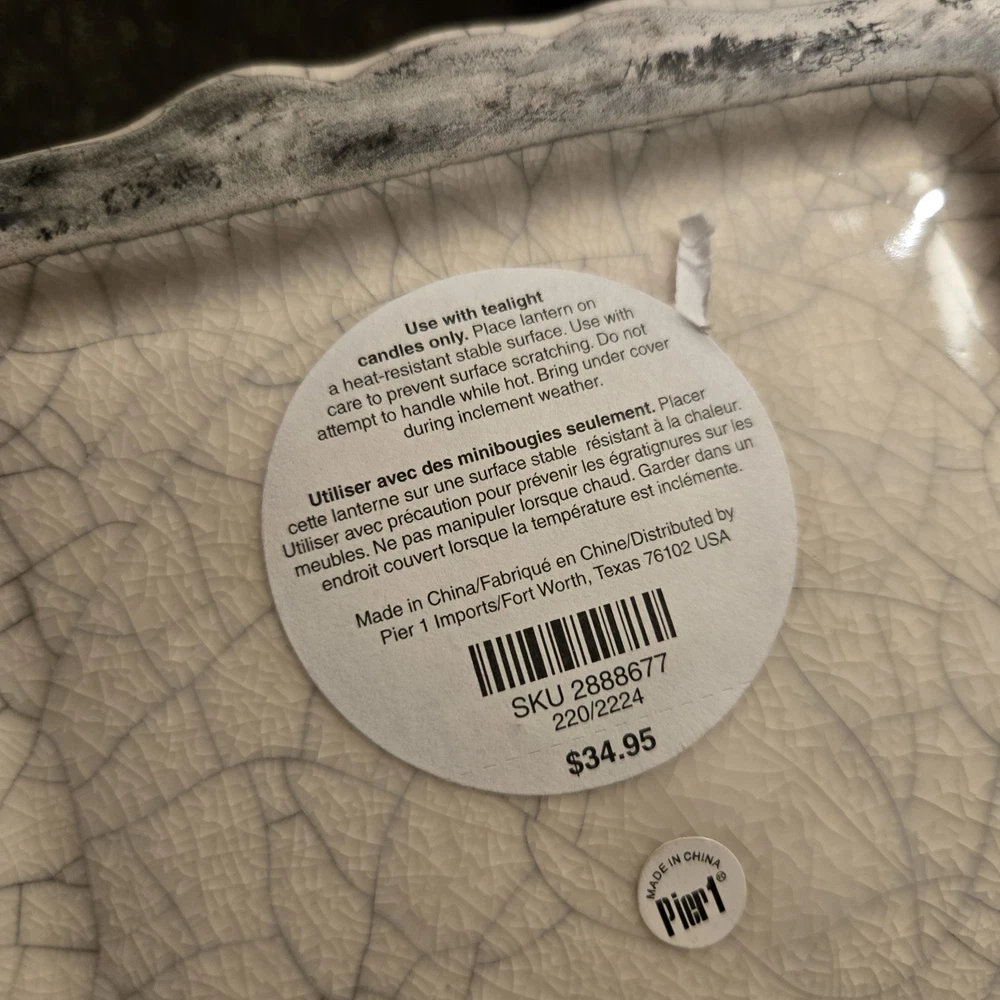 Use with tealight
candles only. Place lantern on
a heat-resistant stable surface. Use with
care to prevent surface scratching. Do not
attempt to handle while hot. Bring under cover
during inclement weather.
Utiliser avec des minibougies seulement. Placer
cette lanterne sur une surface stable résistant à la chaleur.
Utiliser avec précaution pour prévenir les égratignures sur les
meubles. Ne pas manipuler lorsque chaud. Garder dans un
endroit couvert lorsque la température est inclémente.
Made in China/Fabriqué en Chine/Distributed by
Pier 1 Imports/Fort Worth, Texas 76102 USA
SKU 2888677
220/2224
$34.95
MADE IN CHINA
Pier1®